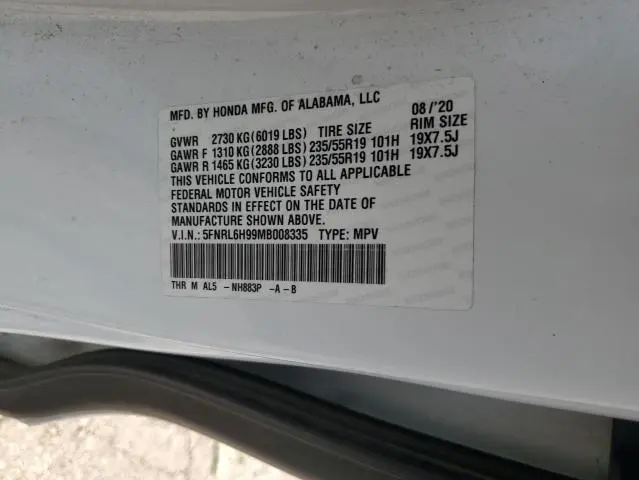 MFD. BY HONDA MFG. OF ALABAMA, LLC 08/'20
GVWR 2730 KG(6019 LBS) TIRE SIZE RIM SIZE
GAWR F 1310 KG(2888 LBS) 235/55R19 101H 19X7.5J
GAWR R 1465 KG(3230 LBS) 235/55R19 101H 19X7.5J
THIS VEHICLE CONFORMS TO ALL APPLICABLE
FEDERAL MOTOR VEHICLE SAFETY
STANDARDS IN EFFECT ON THE DATE OF
MANUFACTURE SHOWN ABOVE.
V.I.N.: 5FNRL6H99MB008335 TYPE: MPV
THR M AL5 -NH883P -A-B